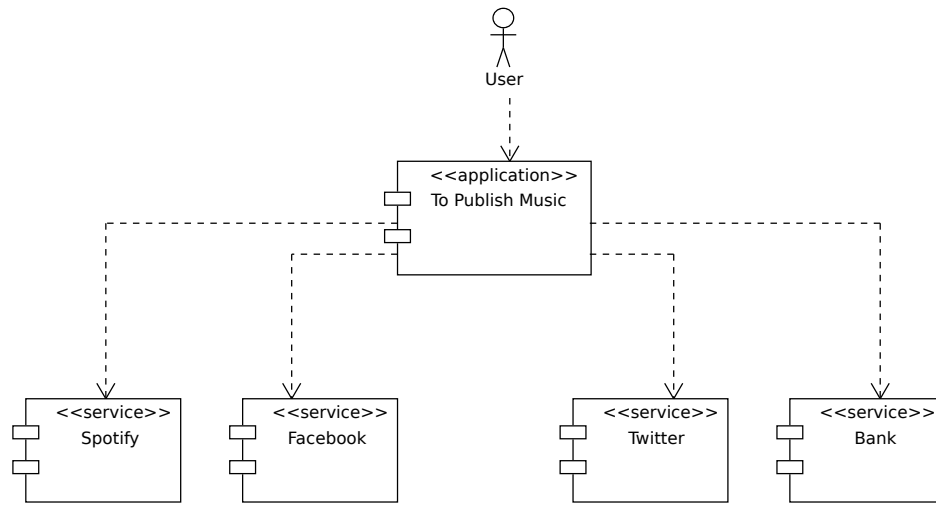 User
<<application>>
To Publish Music
<<service>>
Spotify
<<service>>
Facebook
<<service>>
Twitter
<<service>>
Bank